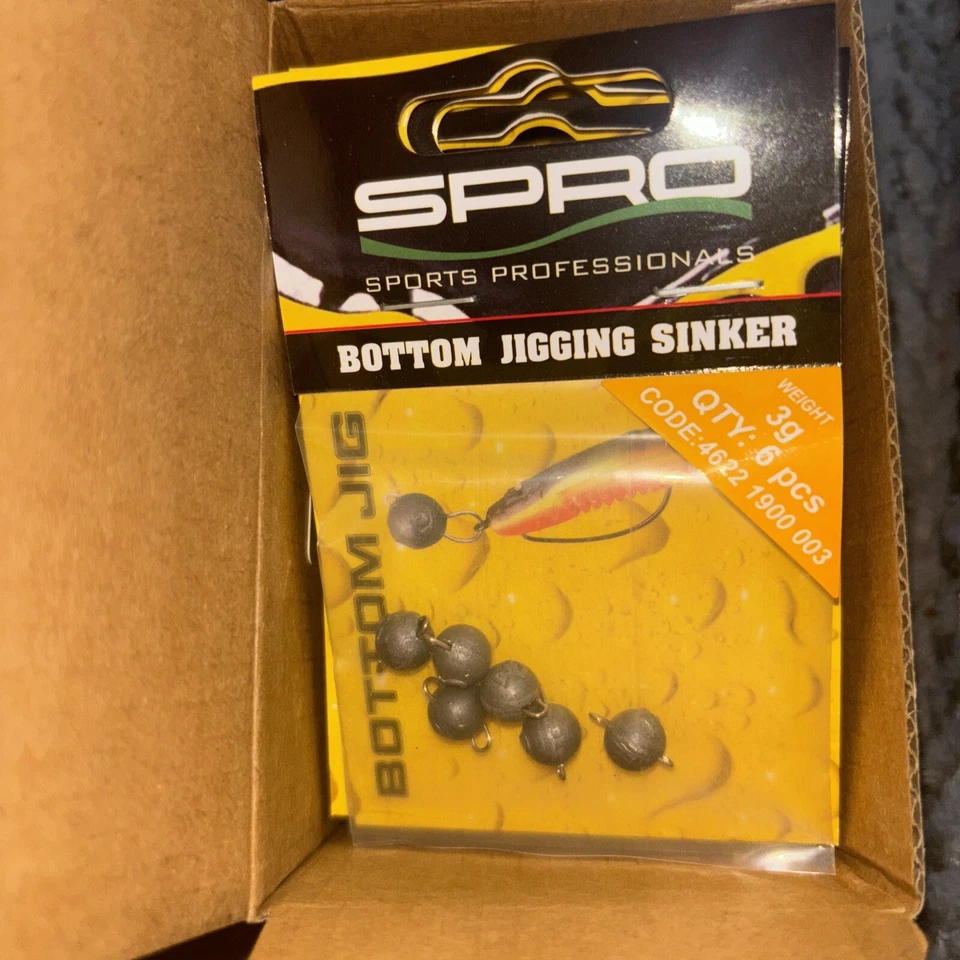 SPRO
SPORTS PROFESSIONALS
BOTTOM JIGGING SINKER
WEIGHT
3g
QTY: 6 pcs
CODE:4622 1900 003
BOTTOM JIG